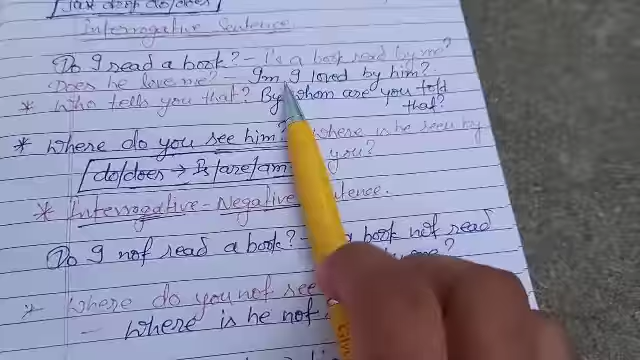 Interrogative Sentence
Do I read a book? - Is a book read by me?
Does he love me? - Im I loved by him?
* Who tells you that? By whom are you told that?
* Where do you see him? Where is he seen by you?
[do/does → Is/are/am
* Interrogative - Negative Sentence.
Do I not read a book? - book not read
* Where do you not see
- Where is he not